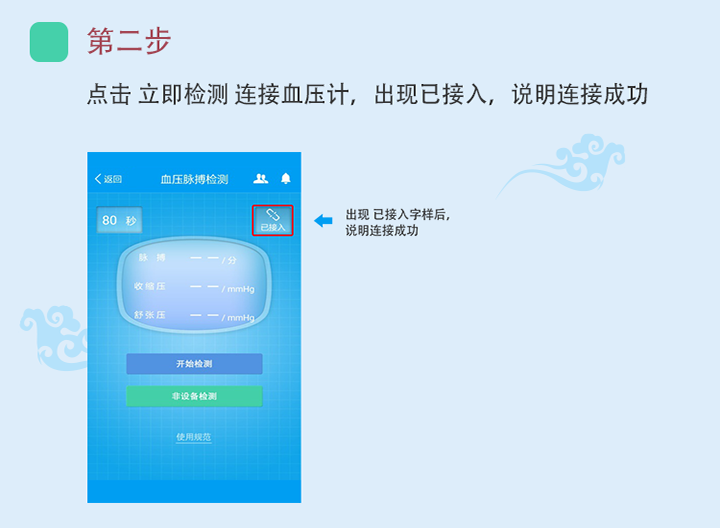 第二步
点击 立即检测 连接血压计，出现已接入，说明连接成功
返回
血压脉搏检测
80 秒
已接入
出现 已接入字样后，
说明连接成功
脉 搏 — — / 分
收缩压 — — / mmHg
舒张压 — — / mmHg
开始检测
非设备检测
使用规范